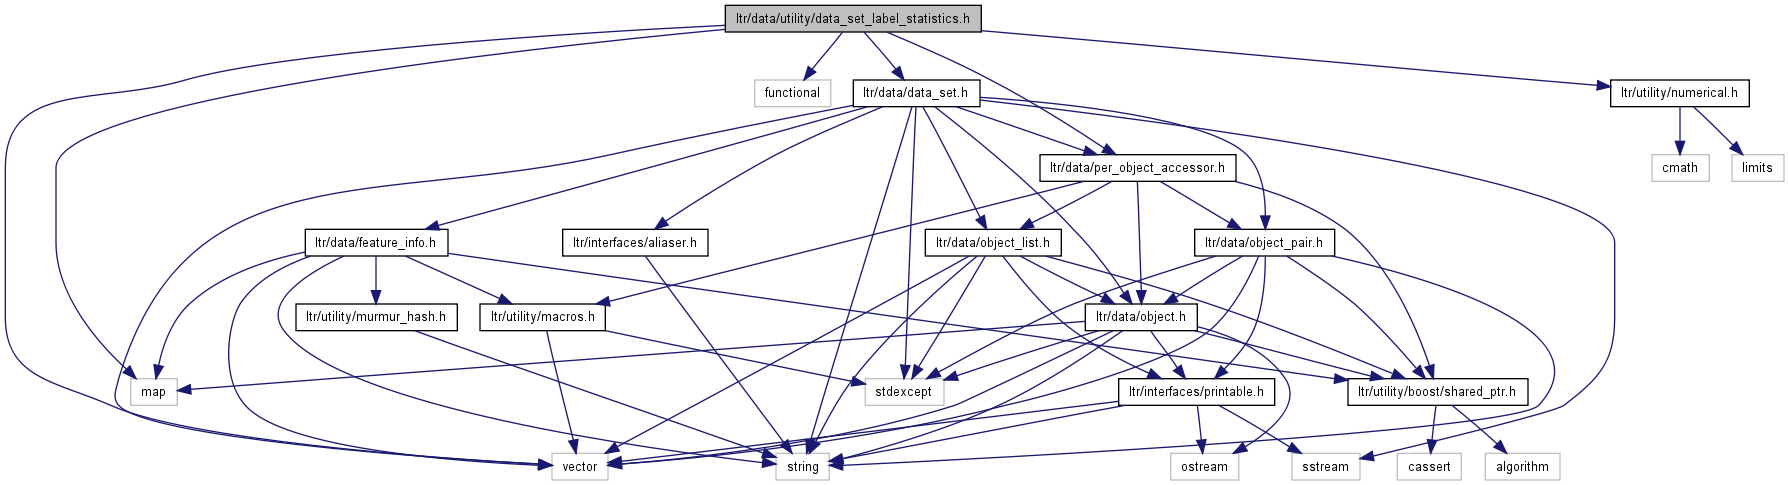 ltr/data/utility/data_set_label_statistics.h
functional
ltr/data/data_set.h
ltr/utility/numerical.h
ltr/data/per_object_accessor.h
cmath
limits
ltr/data/feature_info.h
ltr/interfaces/aliaser.h
ltr/data/object_list.h
ltr/data/object_pair.h
ltr/utility/murmur_hash.h
ltr/utility/macros.h
ltr/data/object.h
map
stdexcept
ltr/interfaces/printable.h
ltr/utility/boost/shared_ptr.h
vector
string
ostream
sstream
cassert
algorithm